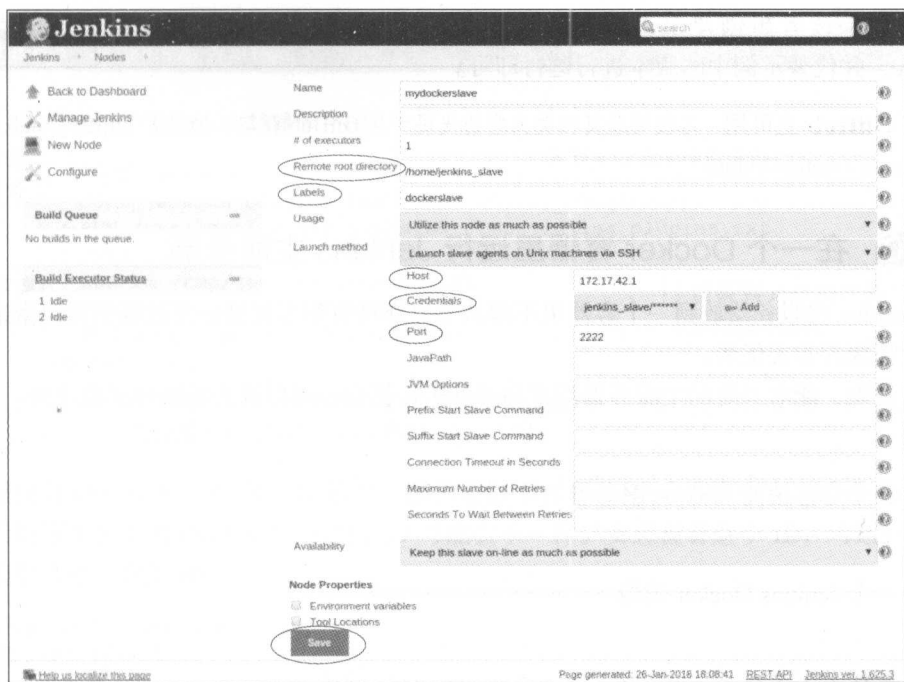 Jenkins
search
Jenkins
Nodes
Back to Dashboard
Manage Jenkins
New Node
Configure
Build Queue
No builds in the queue.
Build Executor Status
1 Idle
2 Idle
Name
mydockerslave
Description
# of executors
1
Remote root directory
/home/jenkins_slave
Labels
dockerslave
Usage
Utilize this node as much as possible
Launch method
Launch slave agents on Unix machines via SSH
Host
172.17.42.1
Credentials
jenkins_slave/******
Add
Port
2222
JavaPath
JVM Options
Prefix Start Slave Command
Suffix Start Slave Command
Connection Timeout in Seconds
Maximum Number of Retries
Seconds To Wait Between Retries
Availability
Keep this slave on-line as much as possible
Node Properties
Environment variables
Tool Locations
Save
Help us localize this page
Page generated: 26-Jan-2018 18:08:41
REST API
Jenkins ver. 1.625.3